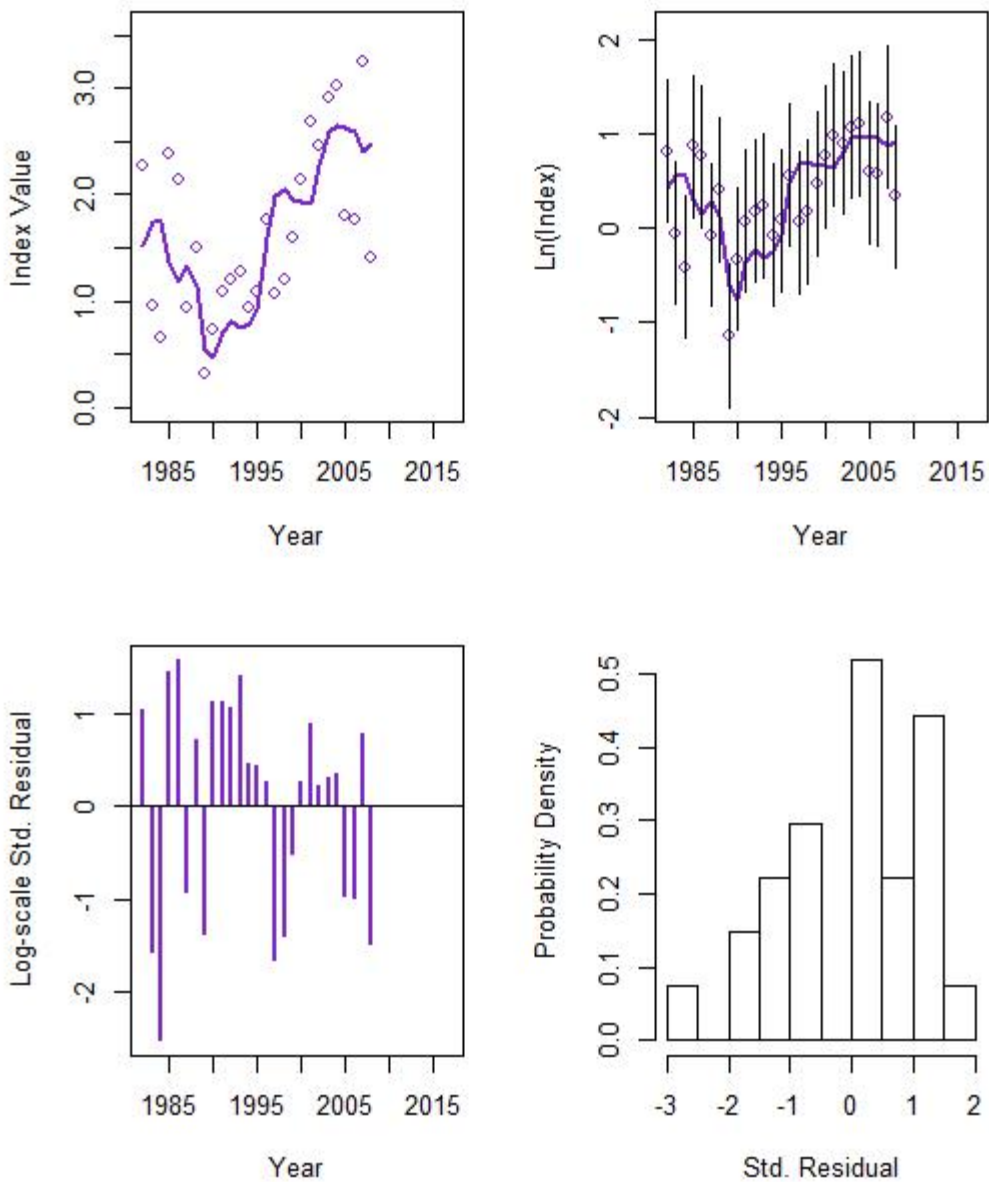 Index Value
3.0
2.0
1.0
0.0
1985 1995 2005 2015
Year
Ln(Index)
2
1
0
-1
-2
1985 1995 2005 2015
Year
Log-scale Std. Residual
1
0
-1
-2
1985 1995 2005 2015
Year
Probability Density
0.5
0.4
0.3
0.2
0.1
0.0
-3 -2 -1 0 1 2
Std. Residual